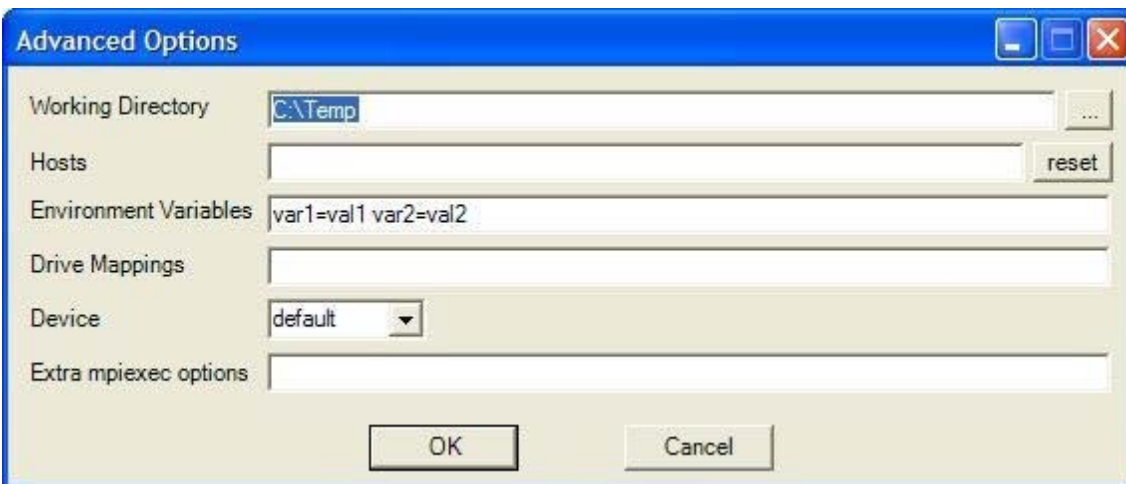 Advanced Options
Working Directory C:\Temp ...
Hosts reset
Environment Variables var1=val1 var2=val2
Drive Mappings
Device default
Extra mpiexec options
OK Cancel